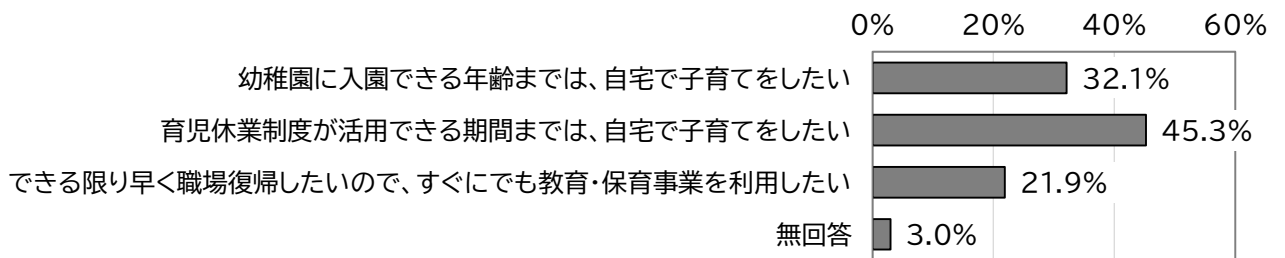 0% 20% 40% 60%
幼稚園に入園できる年齢までは、自宅で子育てをしたい 32.1%
育児休業制度が活用できる期間までは、自宅で子育てをしたい 45.3%
できる限り早く職場復帰したいので、すぐにでも教育・保育事業を利用したい 21.9%
無回答 3.0%